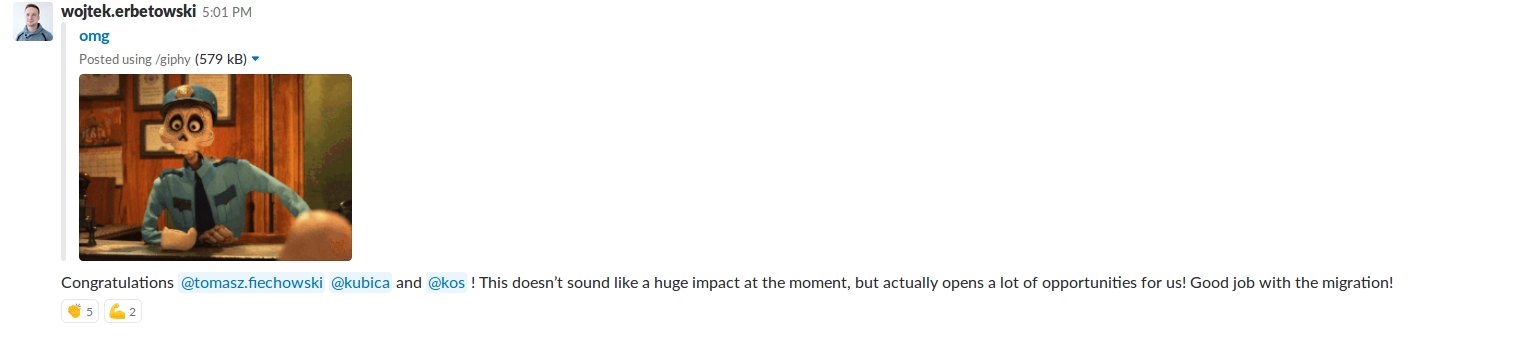 wojtek.erbetowski 5:01 PM
omg
Posted using /giphy (579 kB)
Congratulations @tomasz.fiechowski @kubica and @kos ! This doesn’t sound like a huge impact at the moment, but actually opens a lot of opportunities for us! Good job with the migration!
👏 5 💪 2